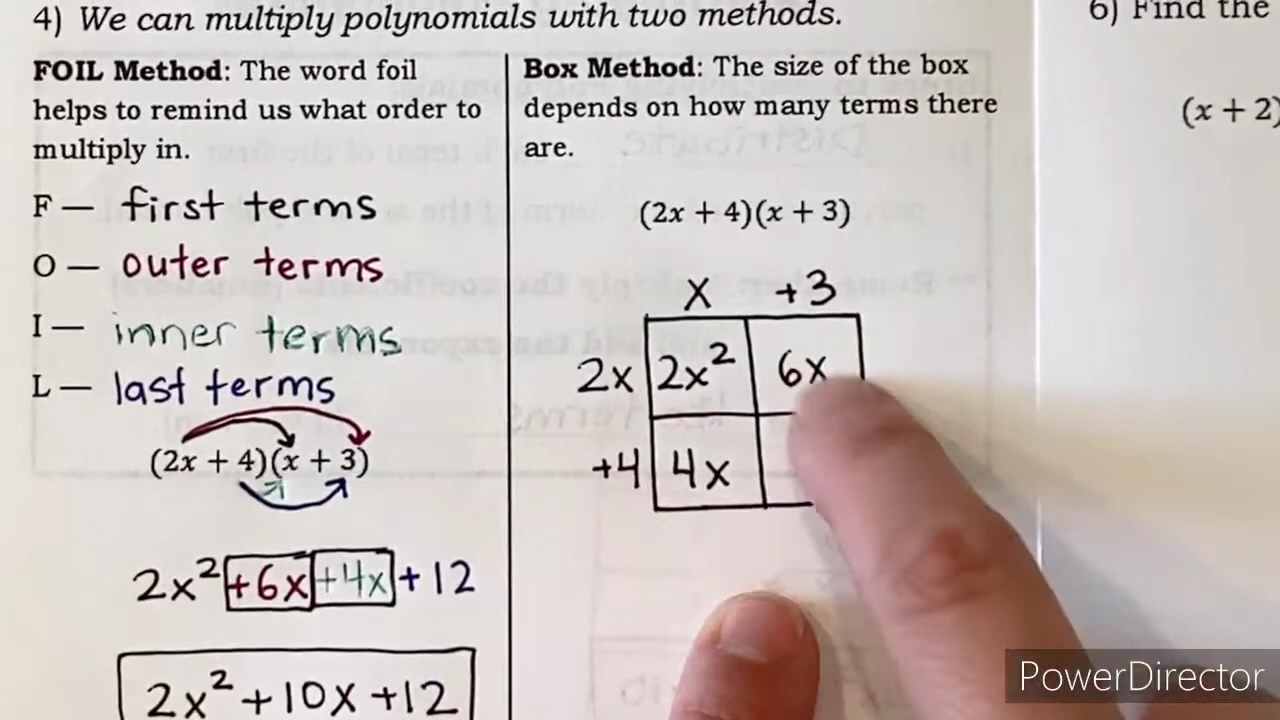 4) We can multiply polynomials with two methods.
FOIL Method: The word foil
helps to remind us what order to
multiply in.
F — first terms
O — outer terms
I — inner terms
L — last terms
(2x + 4)(x + 3)
2x² +6x +4x +12
2x² +10x +12
Box Method: The size of the box
depends on how many terms there
are.
(2x + 4)(x + 3)
x +3
2x 2x² 6x
+4 4x
6) Find the
(x + 2)
PowerDirector